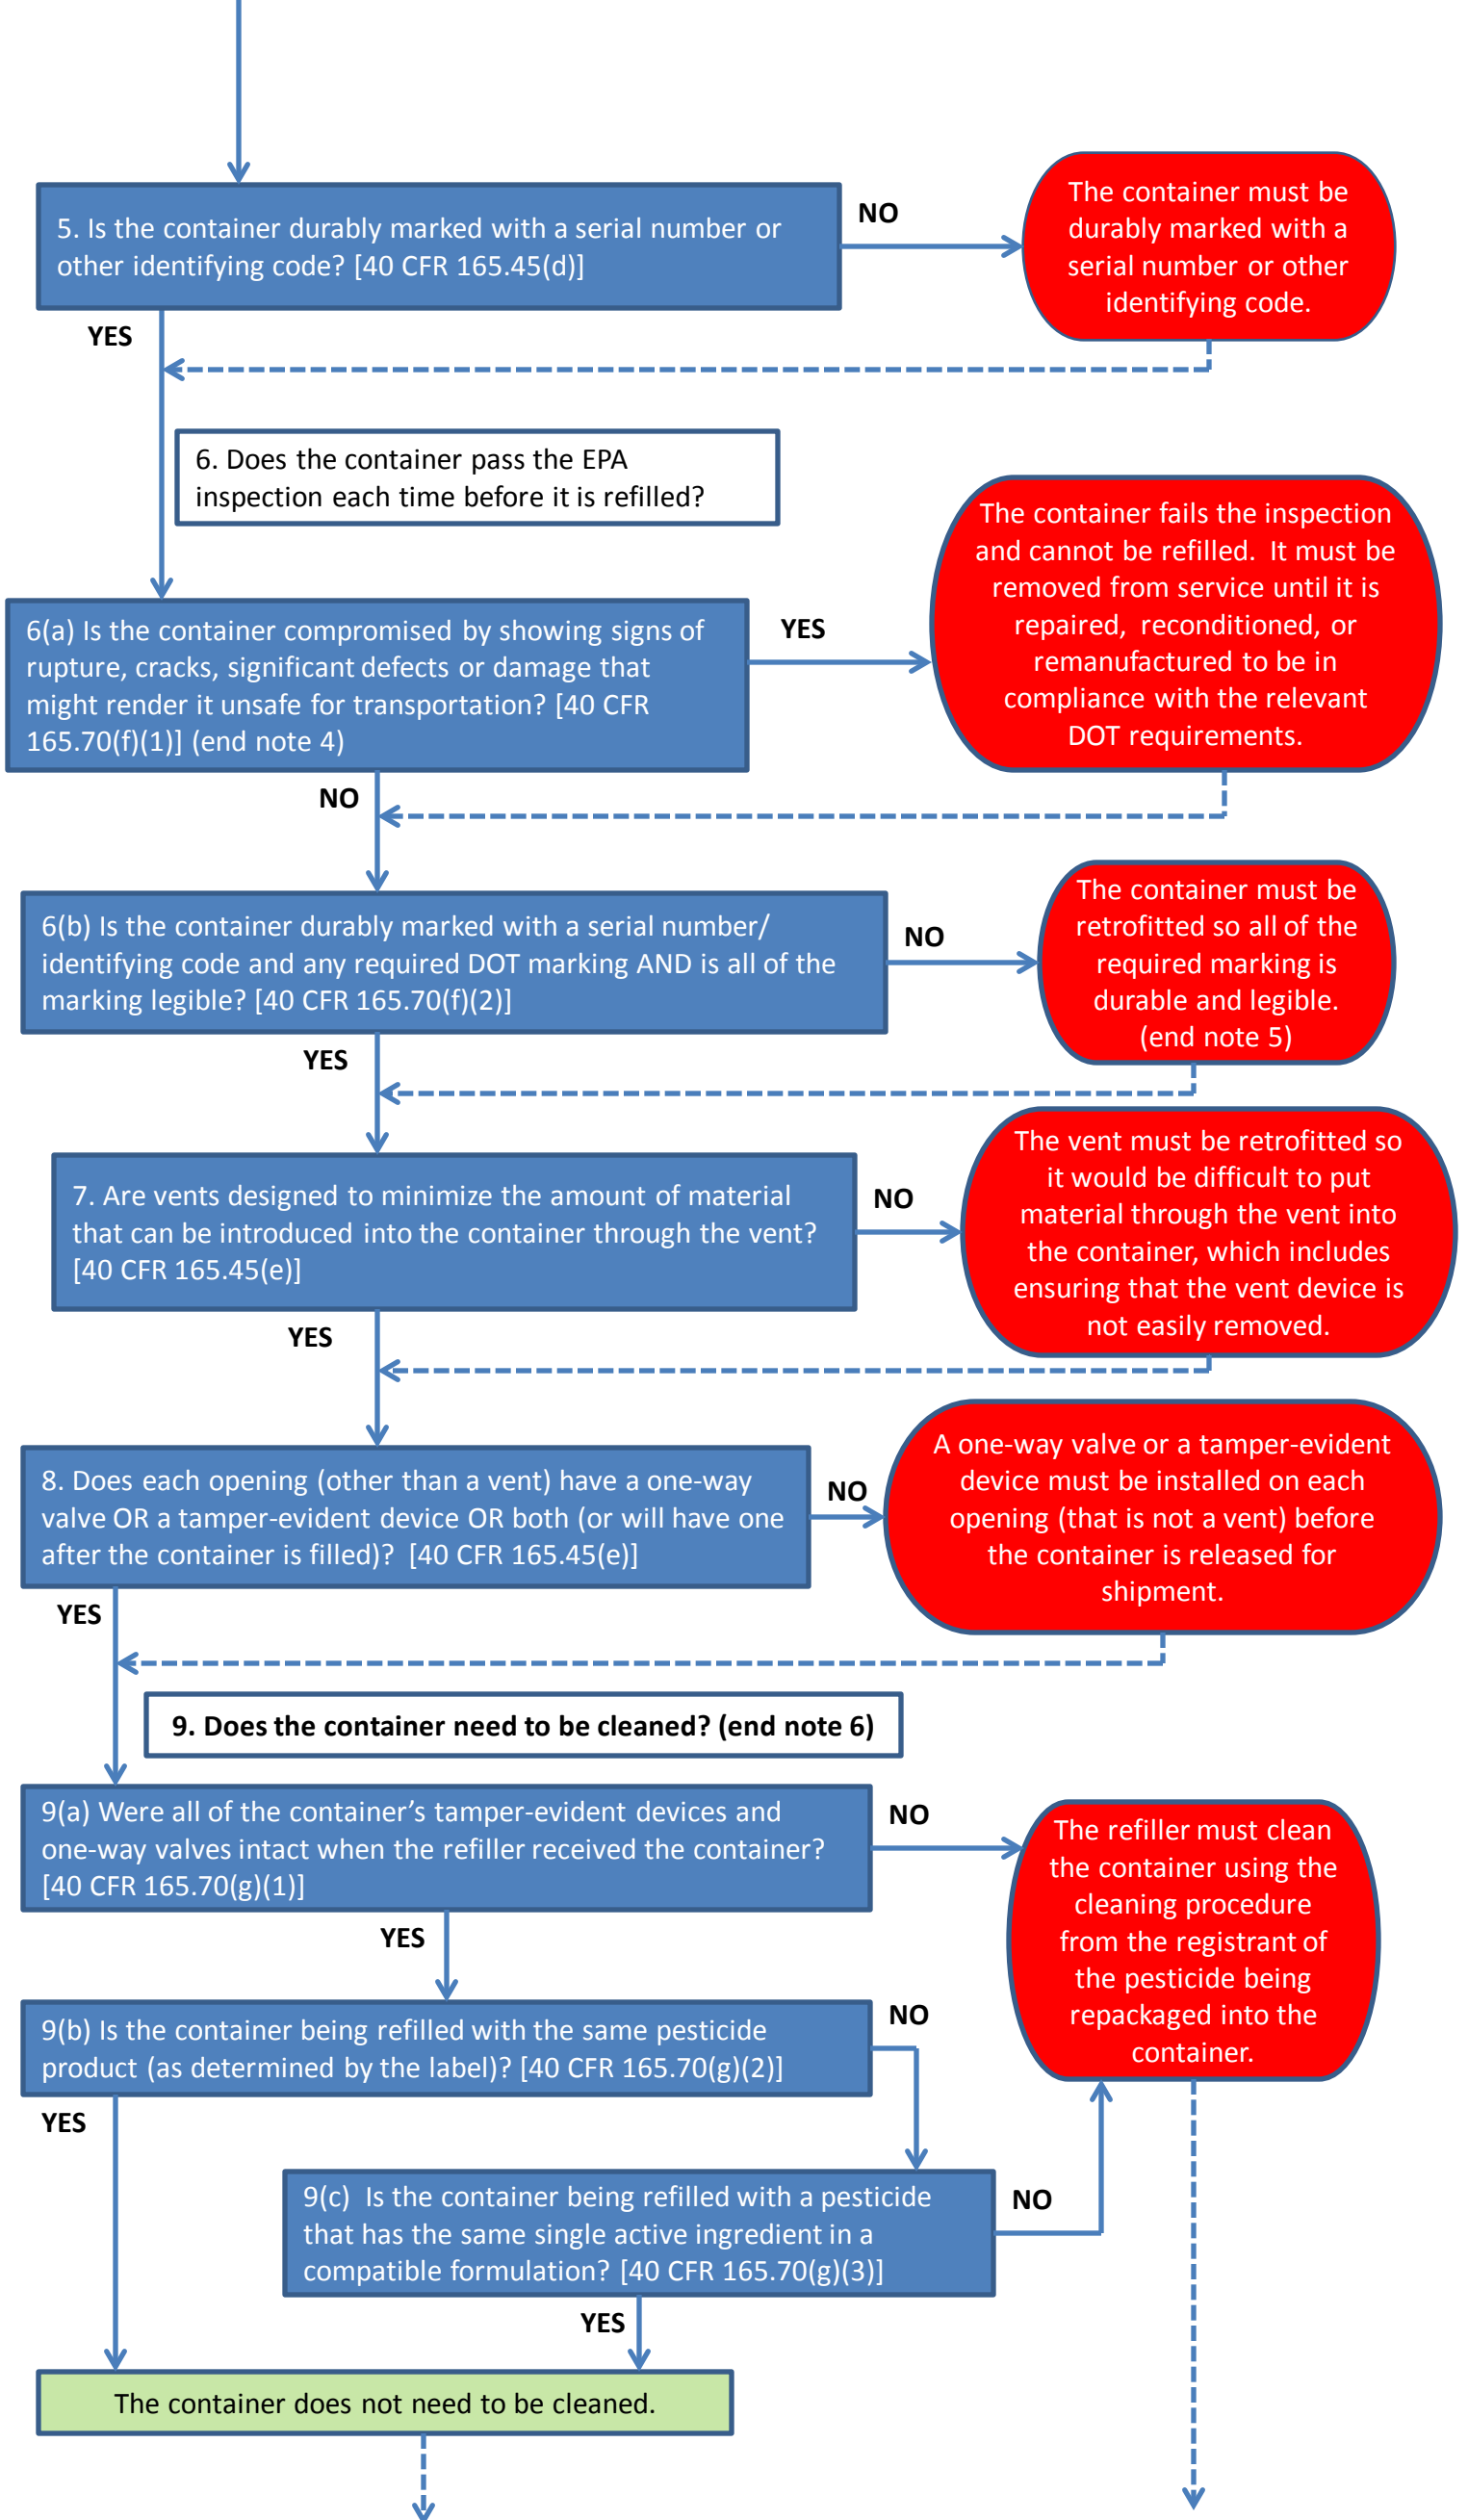 5. Is the container durably marked with a serial number or
other identifying code? [40 CFR 165.45(d)]
NO
The container must be
durably marked with a
serial number or other
identifying code.
YES
6. Does the container pass the EPA
inspection each time before it is refilled?
6(a) Is the container compromised by showing signs of
rupture, cracks, significant defects or damage that
might render it unsafe for transportation? [40 CFR
165.70(f)(1)] (end note 4)
YES
The container fails the inspection
and cannot be refilled. It must be
removed from service until it is
repaired, reconditioned, or
remanufactured to be in
compliance with the relevant
DOT requirements.
NO
6(b) Is the container durably marked with a serial number/
identifying code and any required DOT marking AND is all of the
marking legible? [40 CFR 165.70(f)(2)]
NO
The container must be
retrofitted so all of the
required marking is
durable and legible.
(end note 5)
YES
7. Are vents designed to minimize the amount of material
that can be introduced into the container through the vent?
[40 CFR 165.45(e)]
NO
The vent must be retrofitted so
it would be difficult to put
material through the vent into
the container, which includes
ensuring that the vent device is
not easily removed.
YES
8. Does each opening (other than a vent) have a one-way
valve OR a tamper-evident device OR both (or will have one
after the container is filled)? [40 CFR 165.45(e)]
NO
A one-way valve or a tamper-evident
device must be installed on each
opening (that is not a vent) before
the container is released for
shipment.
YES
9. Does the container need to be cleaned? (end note 6)
9(a) Were all of the container's tamper-evident devices and
one-way valves intact when the refiller received the container?
[40 CFR 165.70(g)(1)]
NO
The refiller must clean
the container using the
cleaning procedure
from the registrant of
the pesticide being
repackaged into the
container.
YES
9(b) Is the container being refilled with the same pesticide
product (as determined by the label)? [40 CFR 165.70(g)(2)]
NO
YES
9(c) Is the container being refilled with a pesticide
that has the same single active ingredient in a
compatible formulation? [40 CFR 165.70(g)(3)]
NO
YES
The container does not need to be cleaned.